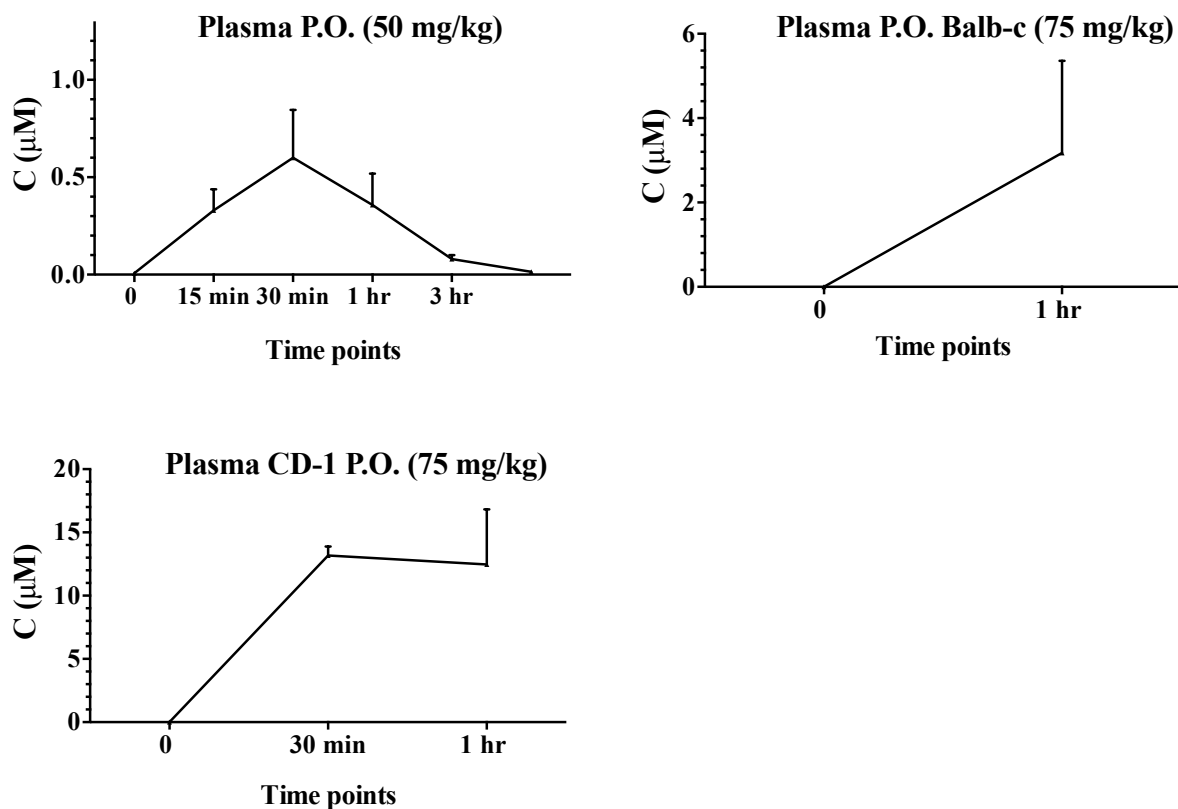 Plasma P.O. (50 mg/kg)
C (μM)
1.0
0.5
0.0
0 15 min 30 min 1 hr 3 hr
Time points
Plasma P.O. Balb-c (75 mg/kg)
C (μM)
6
4
2
0
0 1 hr
Time points
Plasma CD-1 P.O. (75 mg/kg)
C (μM)
20
15
10
5
0
0 30 min 1 hr
Time points